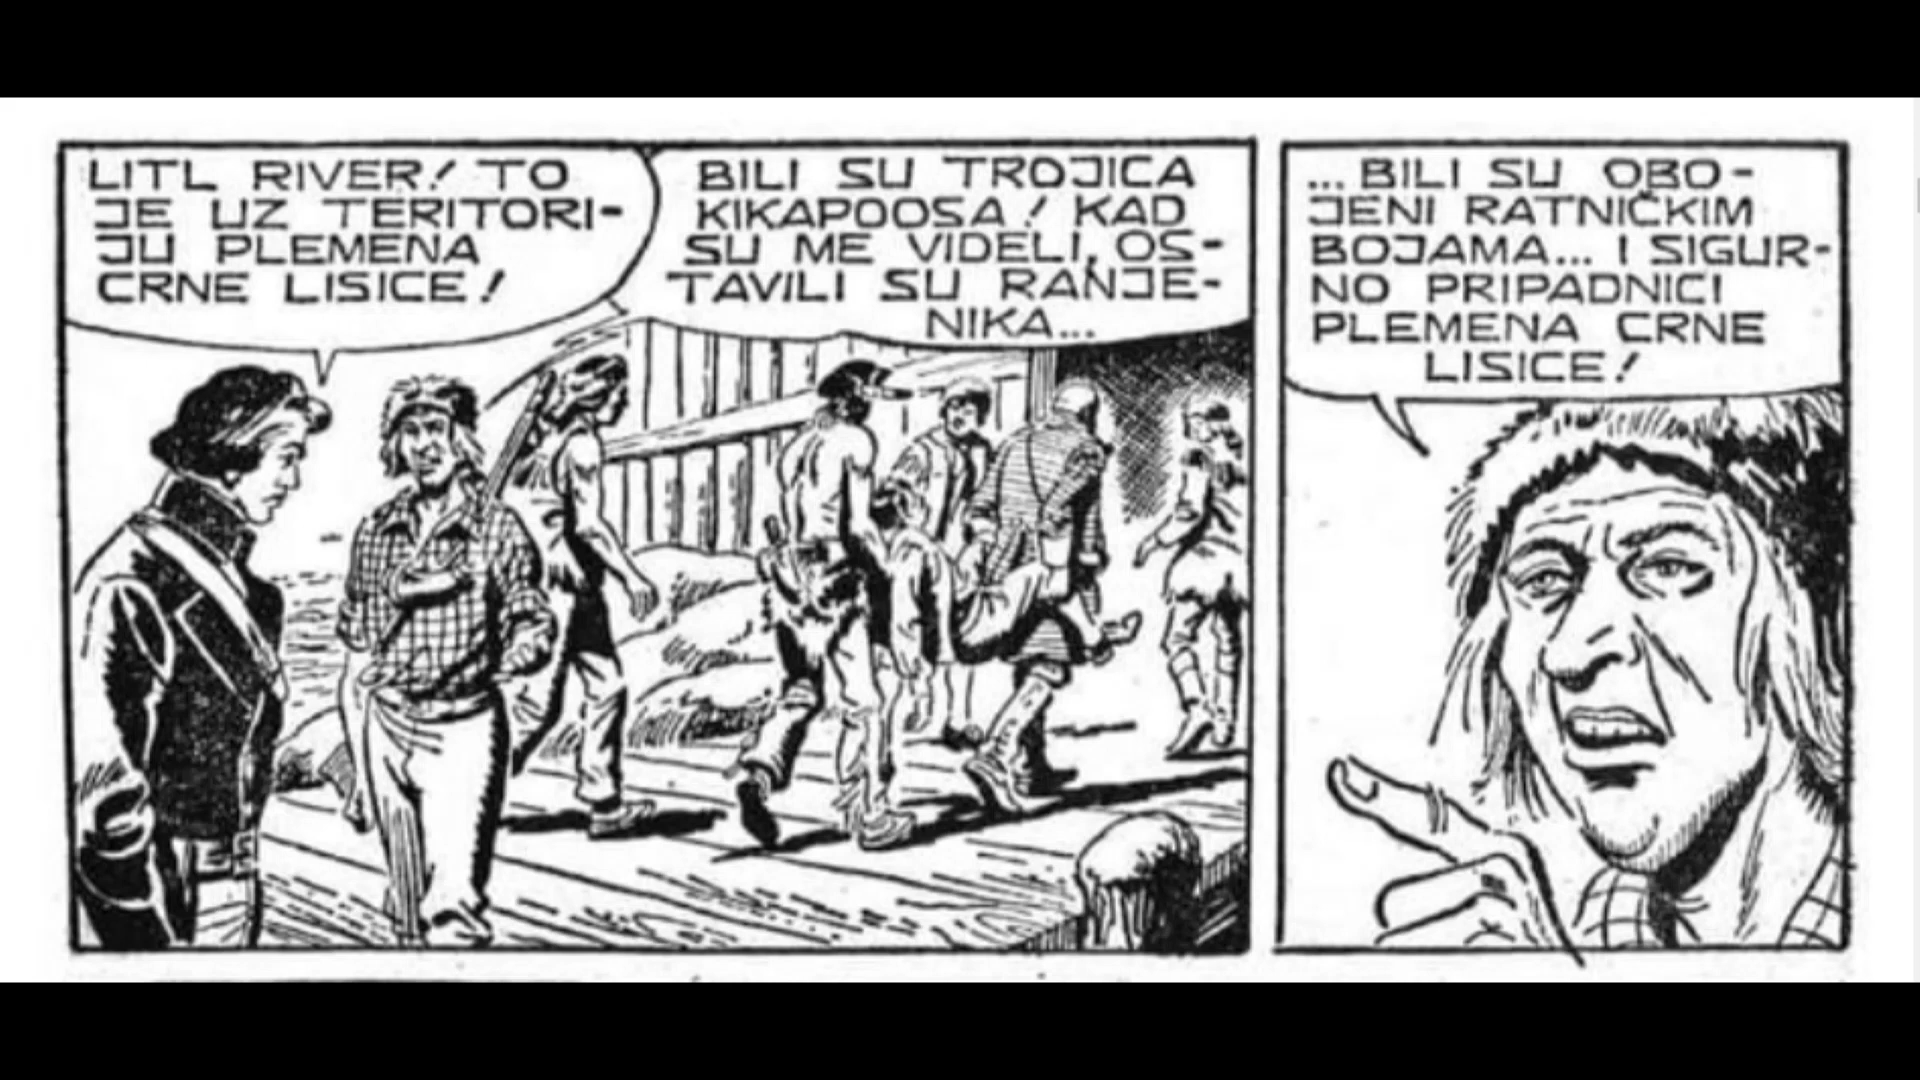 LITL RIVER! TO
JE UZ TERITORI-
JU PLEMENA
CRNE LISICE!
BILI SU TROJICA
KIKAPOOSA! KAD
SU ME VIDELI, OS-
TAVILI SU RANJE-
NIKA...
...BILI SU OBO-
JENI RATNIČKIM
BOJAMA... I SIGUR-
NO PRIPADNICI
PLEMENA CRNE
LISICE!